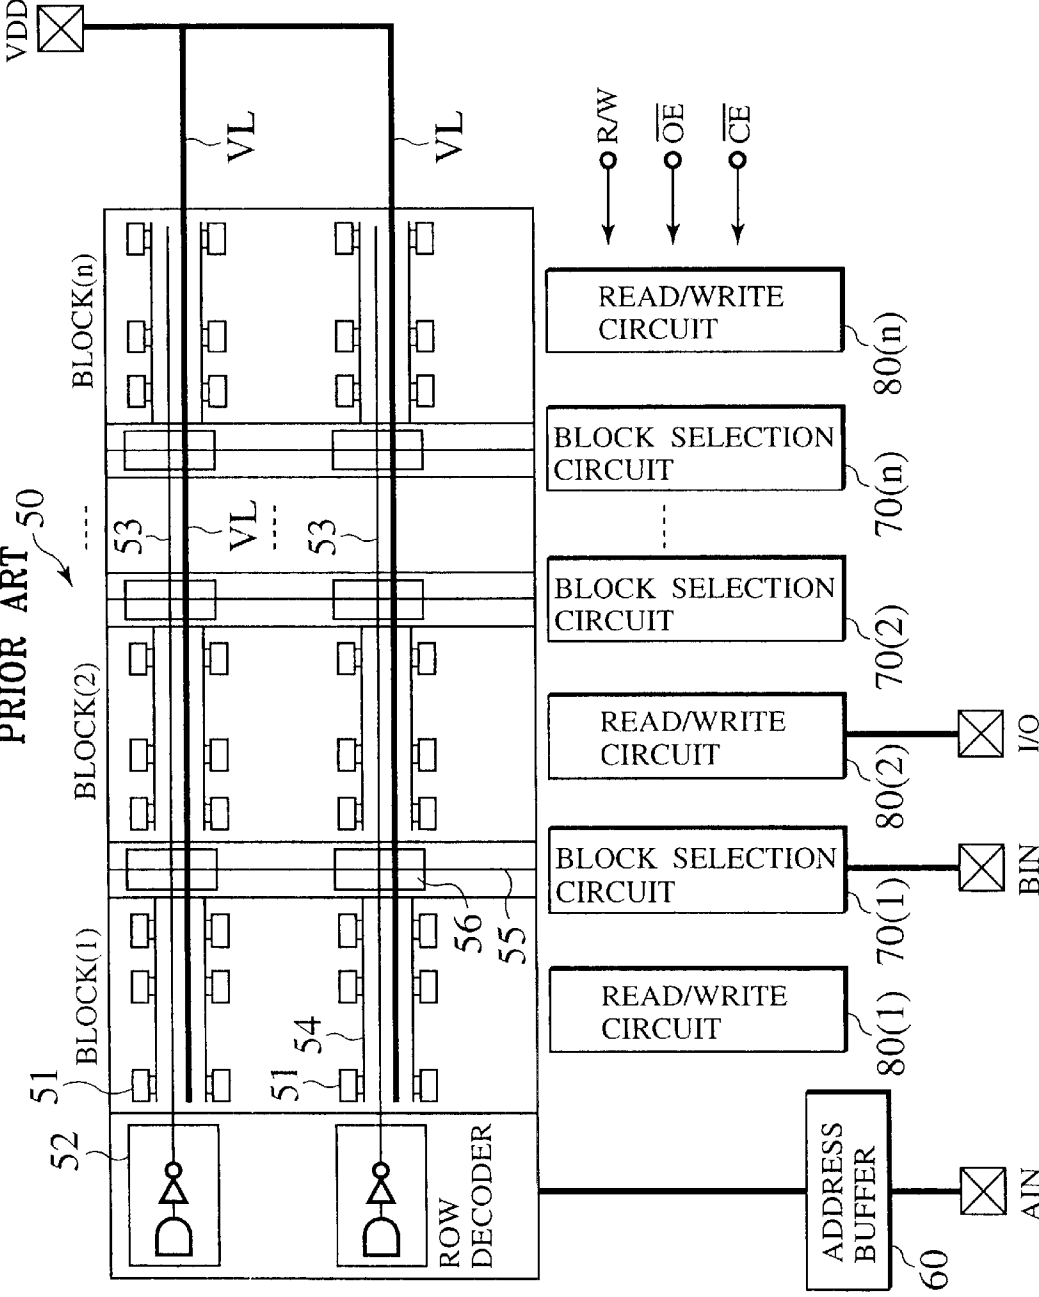 PRIOR ART
50
VDD
VL
VL
BLOCK(1)
BLOCK(2)
BLOCK(n)
51
52
53
VL
53
51
54
56
55
ROW
DECODER
R/W
OE
CE
READ/WRITE
CIRCUIT
80(1)
BLOCK SELECTION
CIRCUIT
70(1)
READ/WRITE
CIRCUIT
80(2)
BLOCK SELECTION
CIRCUIT
70(2)
BLOCK SELECTION
CIRCUIT
70(n)
READ/WRITE
CIRCUIT
80(n)
ADDRESS
BUFFER
60
AIN
BIN
I/O